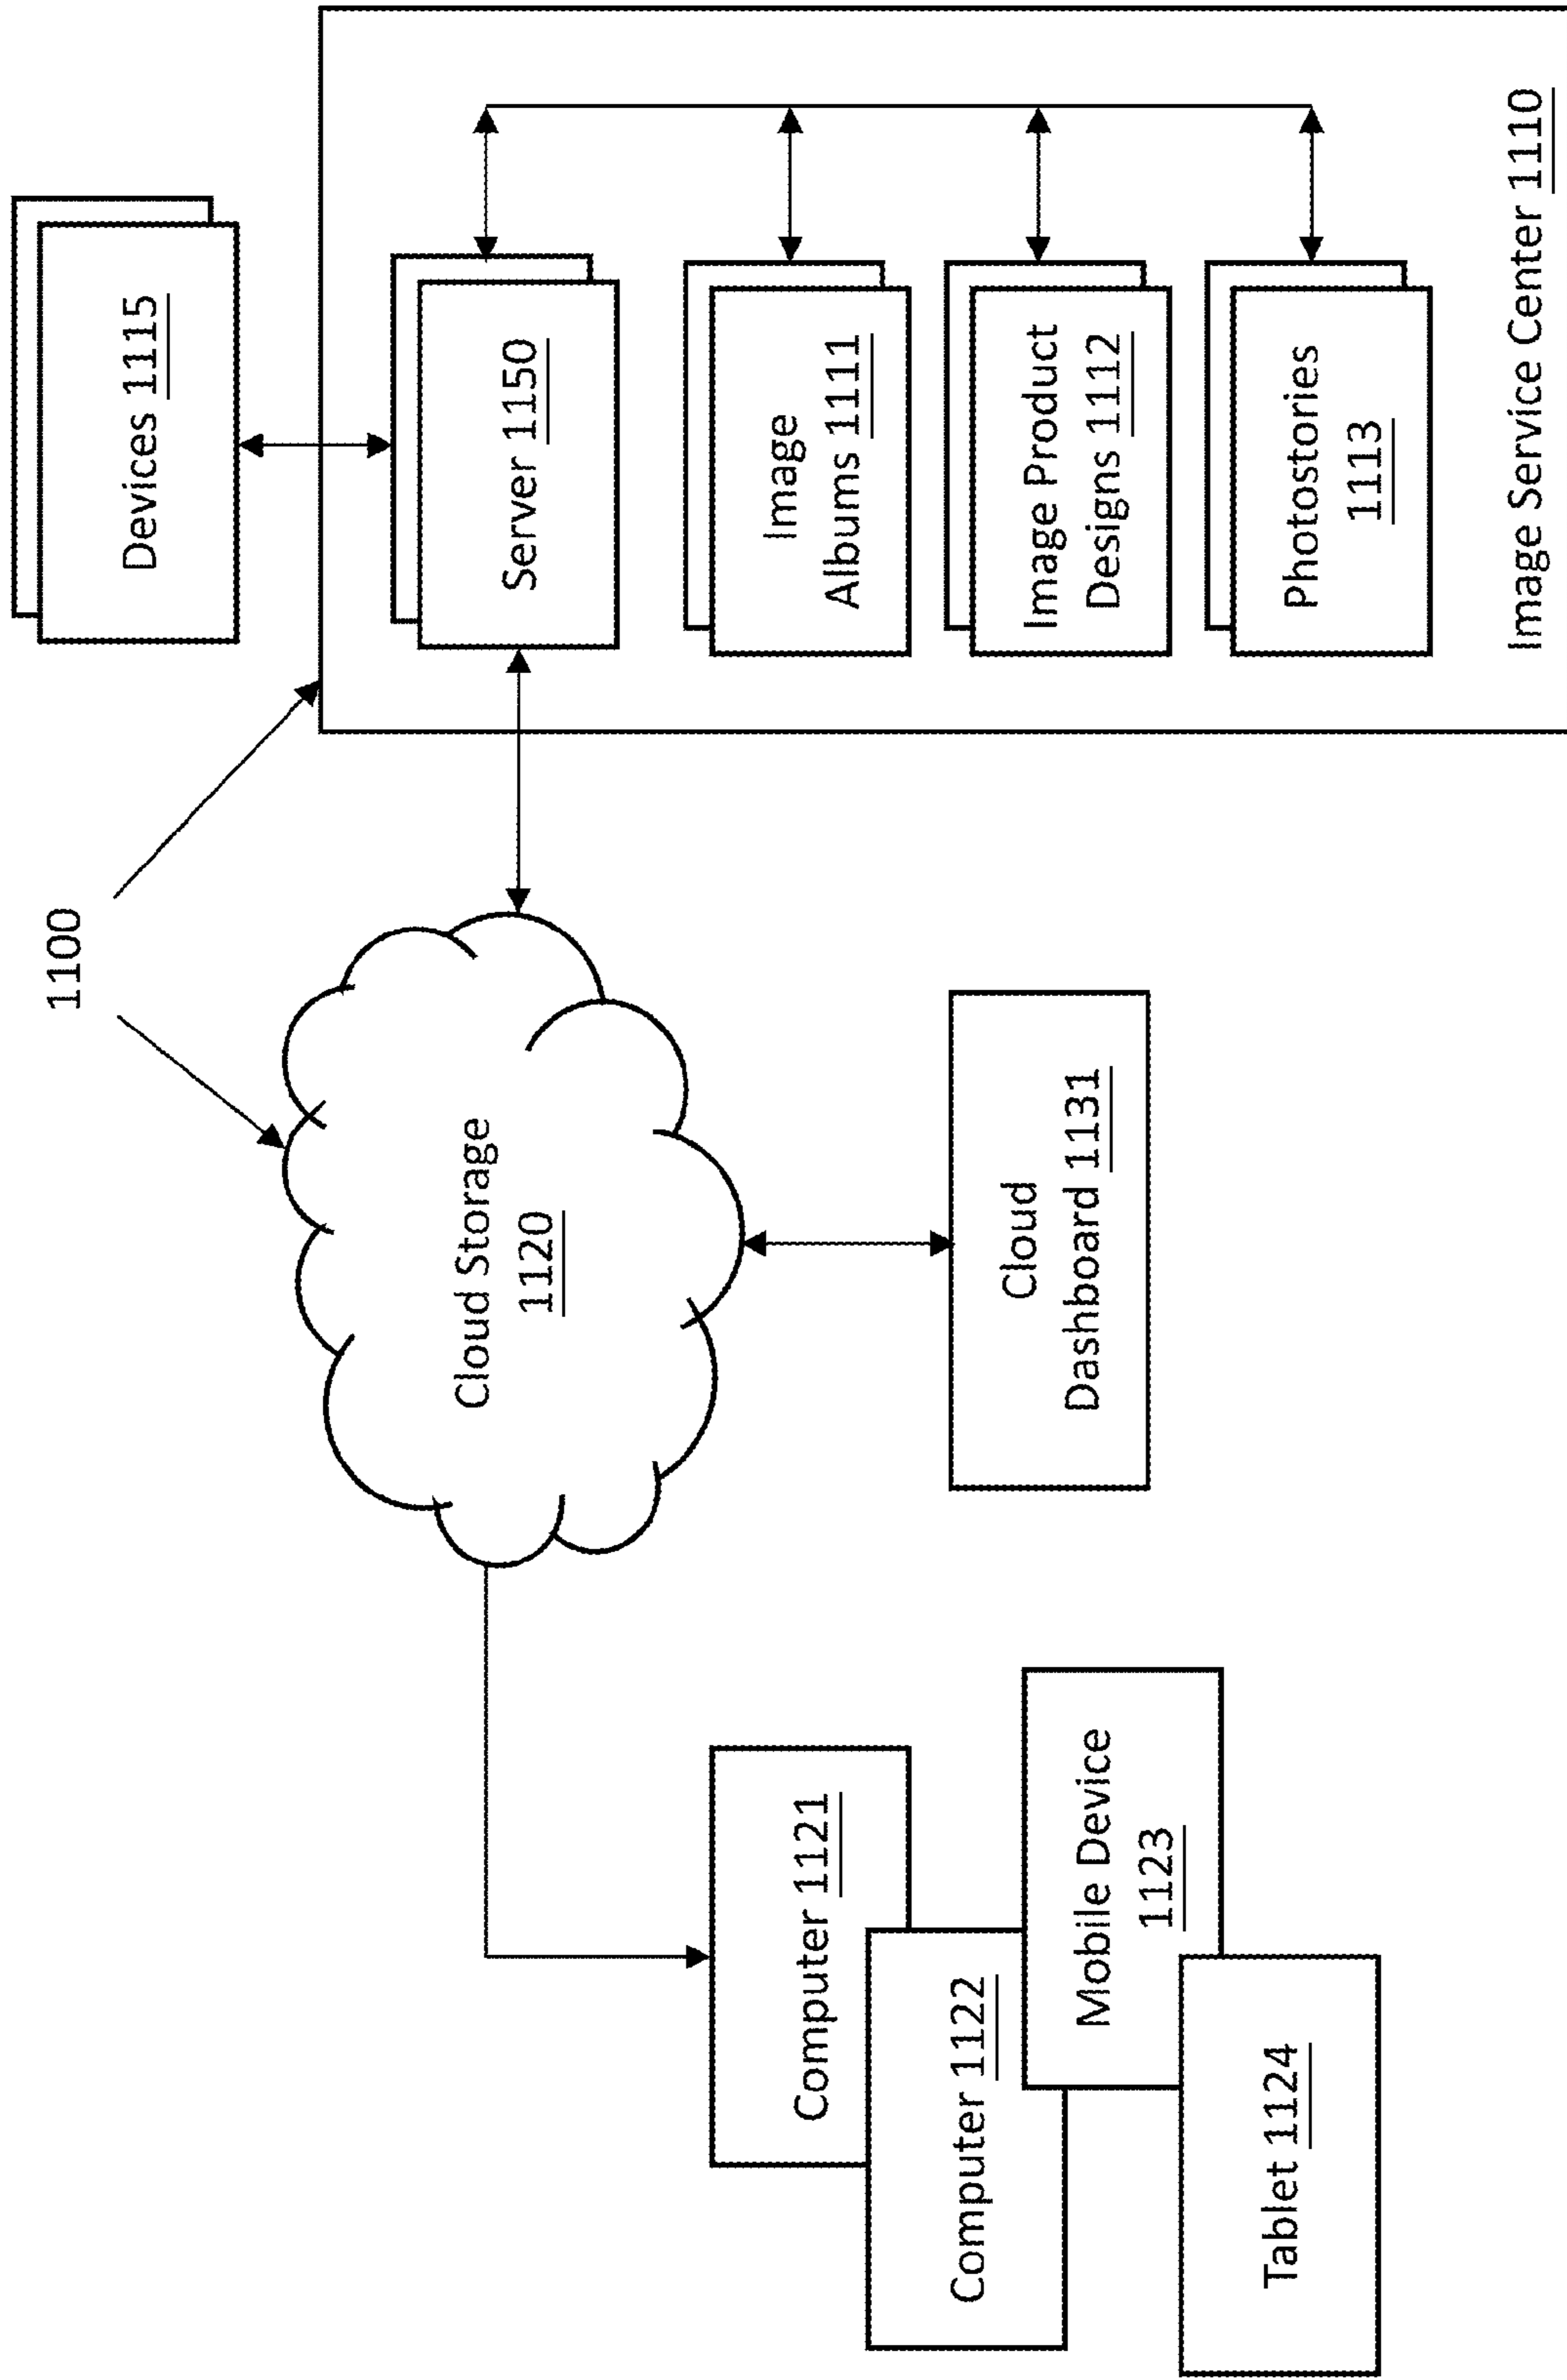 1100
Devices 1115
Server 1150
Image
Albums 1111
Image Product
Designs 1112
Photostories
1113
Image Service Center 1110
Cloud Storage
1120
Cloud
Dashboard 1131
Computer 1121
Computer 1122
Mobile Device
1123
Tablet 1124